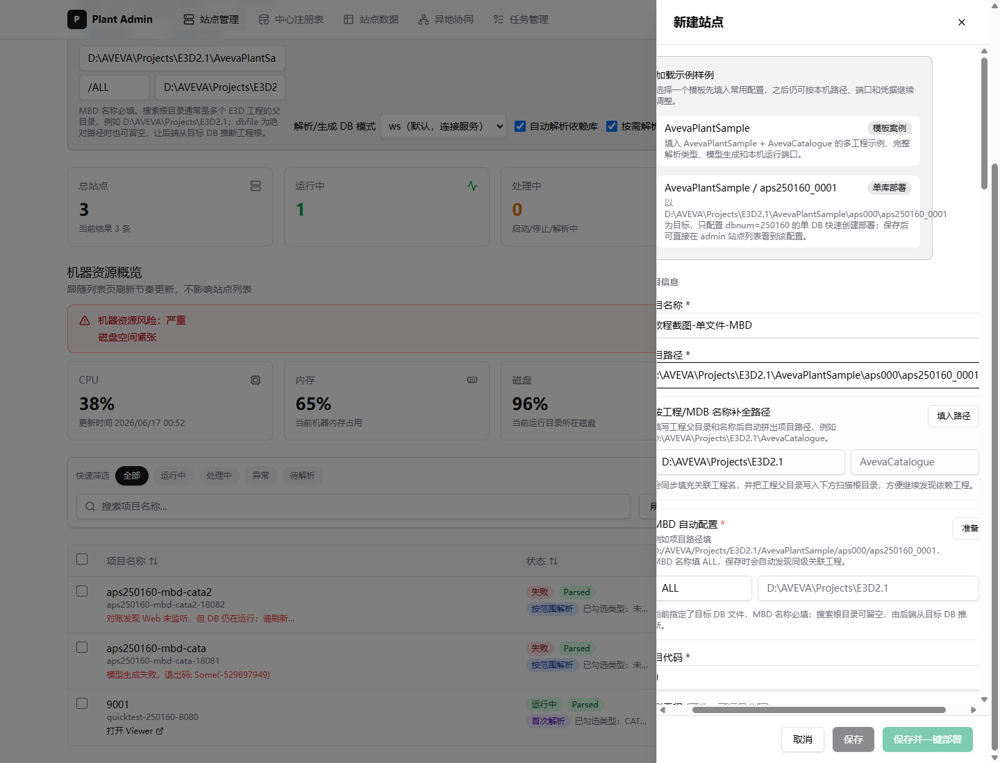 P Plant Admin 站点管理 中心注册表 站点数据 异地协同 任务管理
D:\AVEVA\Projects\E3D2.1\AvevaPlantSa
/ALL D:\AVEVA\Projects\E3D2
MBD 名称必填。搜索根目录通常是多个 E3D 工程的父
目录，例如 D:\AVEVA\Projects\E3D2.1；dbfile 为绝
对路径时也可留空，让后端从目标 DB 推断工程根。
解析/生成 DB 模式 ws（默认，连接服务） 自动解析依赖库 按需解析
总站点
3
当前结果 3 条
运行中
1
处理中
0
启动/停止/解析中
机器资源概览
跟随列表页刷新节奏更新，不影响站点列表
机器资源风险：严重
磁盘空间紧张
CPU
38%
更新时间 2026/06/17 00:52
内存
65%
当前机器内存占用
磁盘
96%
当前运行目录所在磁盘
快速筛选 全部 运行中 处理中 异常 待解析
搜索项目名称...
项目名称 状态
aps250160-mbd-cata2 失败 Parsed
aps250160-mbd-cata2-18082 按范围解析 已勾选类型：未...
对账发现 Web 未监听，但 DB 仍在运行；请刷新...
aps250160-mbd-cata 失败 Parsed
aps250160-mbd-cata-18081 按范围解析 已勾选类型：未...
模型生成失败，退出码: Some(-529697949)
9001 运行中 Parsed
quicktest-250160-8080 首次解析 已勾选类型：CAT...
打开 Viewer
新建站点
加载示例样例
选择一个模板先填入常用配置，之后仍可按本机路径、端口和凭据继续
调整。
AvevaPlantSample 模板案例
填入 AvevaPlantSample + AvevaCatalogue 的多工程示例、完整
解析类型、模型生成和本机运行端口。
AvevaPlantSample / aps250160_0001 单库部署
以
D:\AVEVA\Projects\E3D2.1\AvevaPlantSample\aps000\aps250160_0001
为目标，只配置 dbnum=250160 的单 DB 快速创建部署；保存后
可直接在 admin 站点列表看到该配置。
目信息
目名称 *
教程截图-单文件-MBD
目路径 *
:\AVEVA\Projects\E3D2.1\AvevaPlantSample\aps000\aps250160_0001
按工程/MDB 名称补全路径 填入路径
填写工程父目录和名称后自动拼出项目路径，例如
D:\AVEVA\Projects\E3D2.1\AvevaCatalogue。
D:\AVEVA\Projects\E3D2.1 AvevaCatalogue
会同步填充关联工程名，并把工程父目录写入下方扫描根目录，方便继续发现依赖工程。
MBD 自动配置 * 准备
例如项目路径填
D:/AVEVA/Projects/E3D2.1/AvevaPlantSample/aps000/aps250160_0001，
MBD 名称填 ALL，保存时会自动发现同级关联工程。
ALL D:\AVEVA\Projects\E3D2.1
当前指定了目标 DB 文件，MBD 名称必填；搜索根目录可留空，由后端从目标 DB 推
断。
目代码 *
取消 保存 保存并一键部署